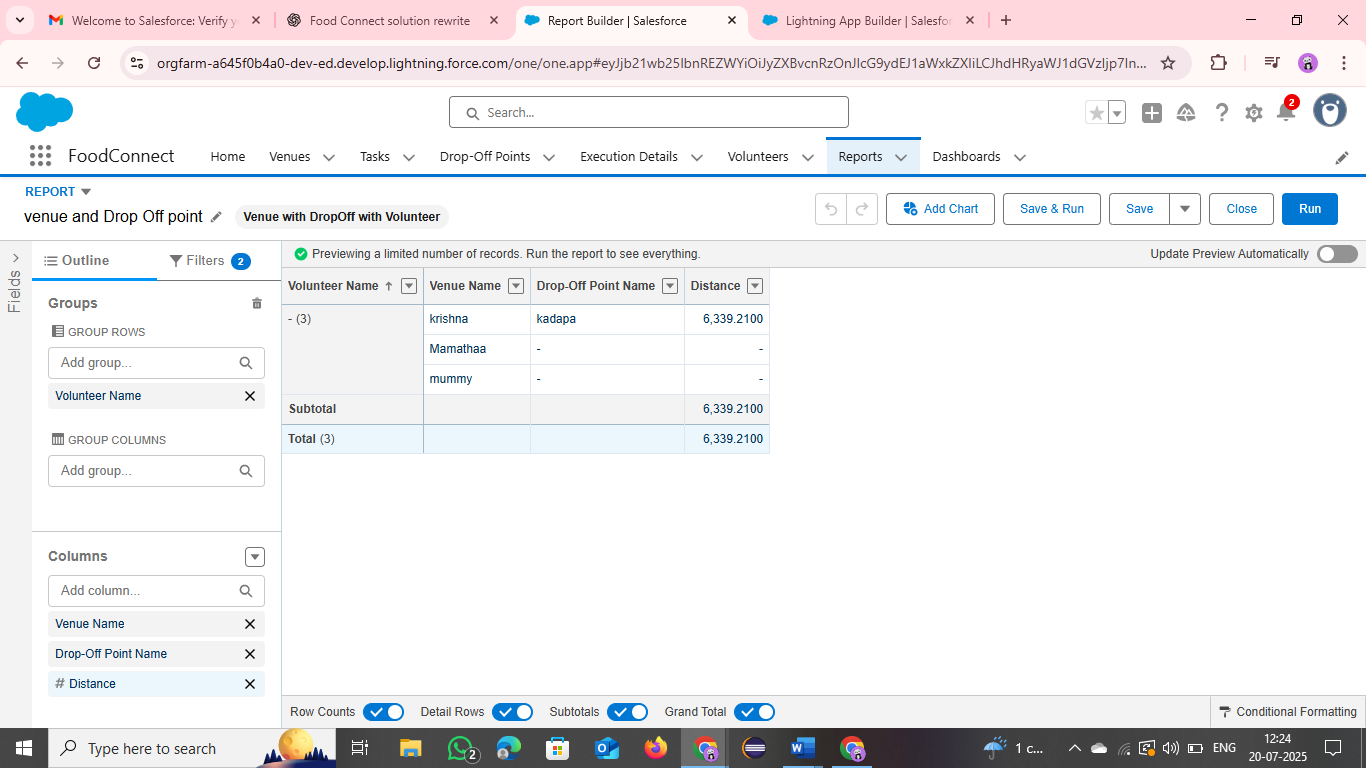 Welcome to Salesforce: Verify y
Food Connect solution rewrite
Report Builder | Salesforce
Lightning App Builder | Salesfor
orgfarm-a645f0b4a0-dev-ed.develop.lightning.force.com/one/one.app#eyJjb21wb25lbnREZWYiOiJyZXBvcnRzOnJlcG9ydEJ1aWxkZXIiLCJhdHRyaWJ1dGVzIjp7In...
Search...
2
FoodConnect
Home
Venues
Tasks
Drop-Off Points
Execution Details
Volunteers
Reports
Dashboards
REPORT
venue and Drop Off point
Venue with DropOff with Volunteer
Add Chart
Save & Run
Save
Close
Run
Fields
Outline
Filters 2
Previewing a limited number of records. Run the report to see everything.
Update Preview Automatically
Groups
GROUP ROWS
Add group...
Volunteer Name
GROUP COLUMNS
Add group...
Columns
Add column...
Venue Name
Drop-Off Point Name
# Distance
Volunteer Name ↑ Venue Name Drop-Off Point Name Distance
- (3) krishna kadapa 6,339.2100
Mamathaa - -
mummy - -
Subtotal 6,339.2100
Total (3) 6,339.2100
Row Counts
Detail Rows
Subtotals
Grand Total
Conditional Formatting
Type here to search
2
1 c...
ENG
12:24
20-07-2025